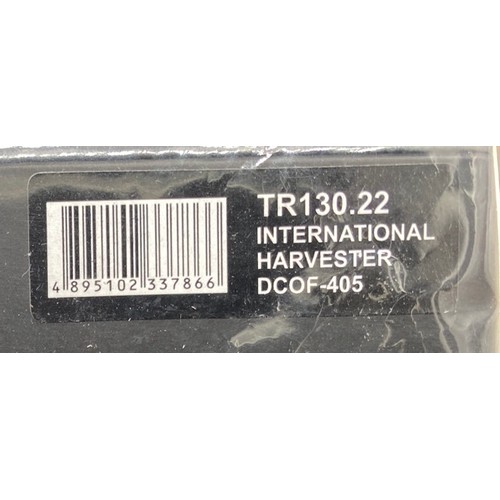 TR130.22
INTERNATIONAL
HARVESTER
DCOF-405
4 895102 337866